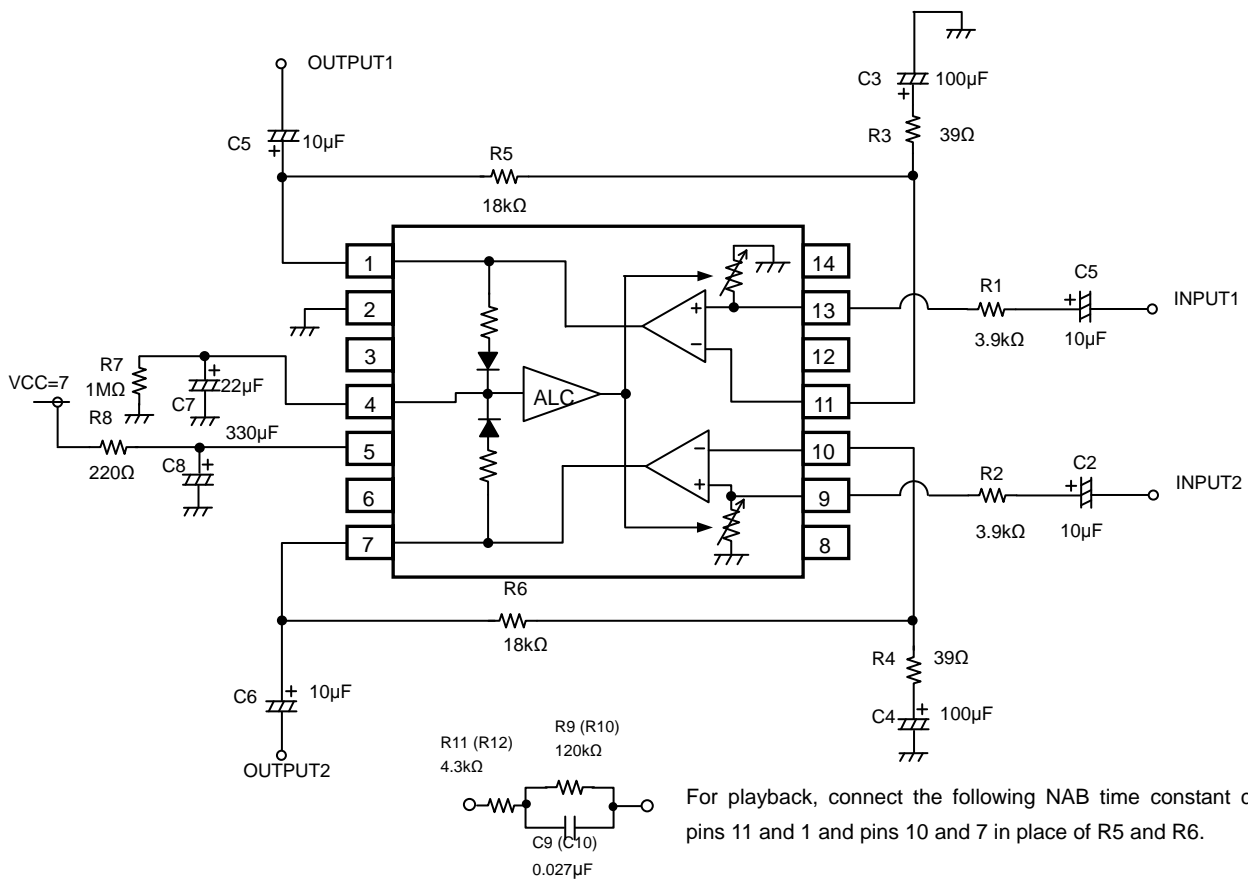 OUTPUT1
C5
10µF
C3
100µF
R3
39Ω
R5
18kΩ
1
2
3
4
5
6
7
14
13
12
11
10
9
8
+
−
−
+
ALC
R1
3.9kΩ
C5
+
10µF
INPUT1
R2
3.9kΩ
C2
+
10µF
INPUT2
VCC=7
R7
1MΩ
C7
+
22µF
R8
220Ω
C8
+
330µF
R6
18kΩ
C6
+
10µF
OUTPUT2
R4
39Ω
C4
+
100µF
+
+
R11 (R12)
4.3kΩ
R9 (R10)
120kΩ
C9 (C10)
0.027µF
For playback, connect the following NAB time constant
pins 11 and 1 and pins 10 and 7 in place of R5 and R6.